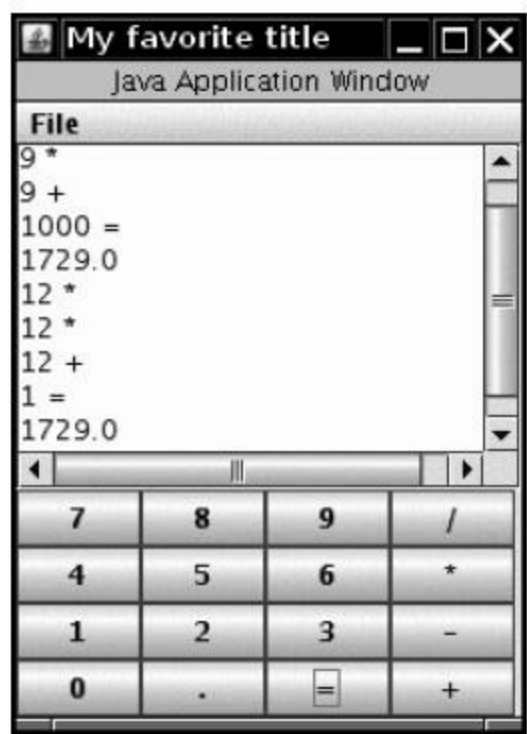 My favorite title
Java Application Window
File
9 *
9 +
1000 =
1729.0
12 *
12 *
12 +
1 =
1729.0
7 8 9 /
4 5 6 *
1 2 3 -
0 . = +